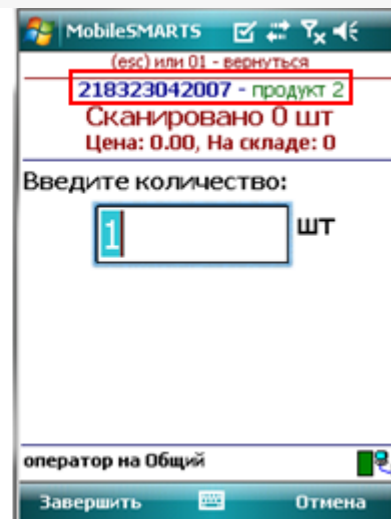 MobileSMARTS
(esc) или 01 - вернуться
218323042007 - продукт 2
Сканировано 0 шт
Цена: 0.00, На складе: 0
Введите количество:
1 шт
оператор на Общий
Завершить Отмена